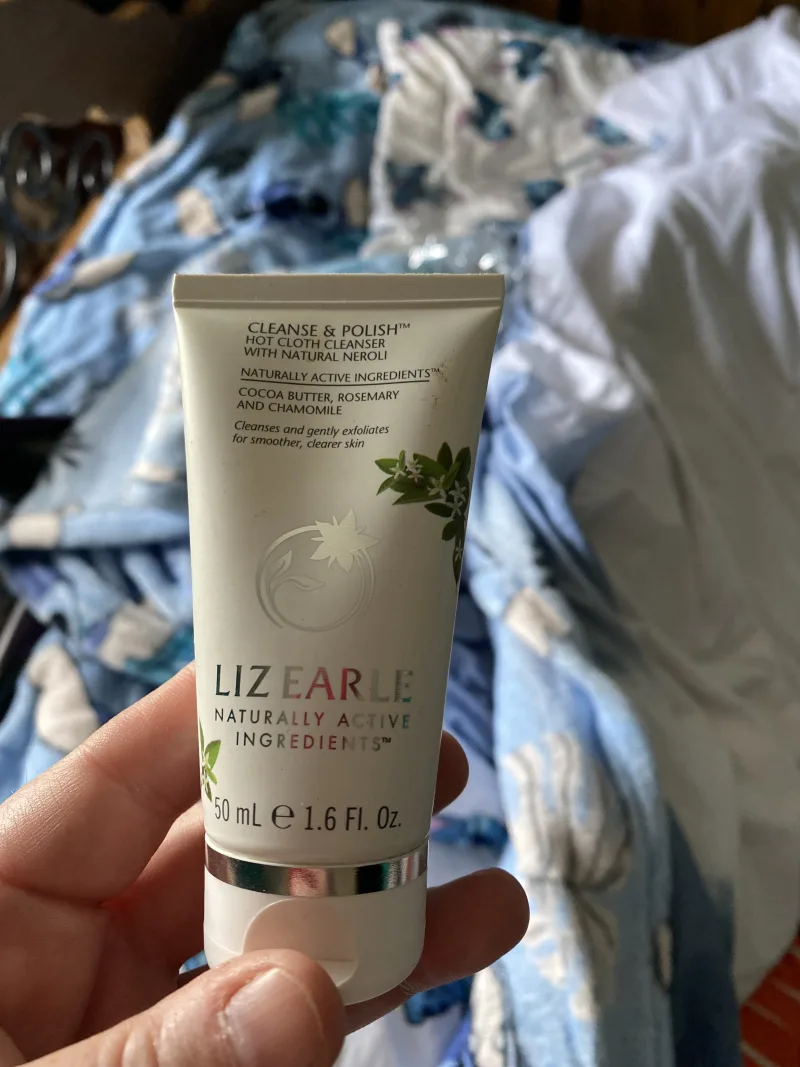 CLEANSE & POLISH™
HOT CLOTH CLEANSER
WITH NATURAL NEROLI
NATURALLY ACTIVE INGREDIENTS™
COCOA BUTTER, ROSEMARY
AND CHAMOMILE
Cleanses and gently exfoliates
for smoother, clearer skin
LIZ EARLE
NATURALLY ACTIVE
INGREDIENTS™
50 mL ℮ 1.6 Fl. Oz.